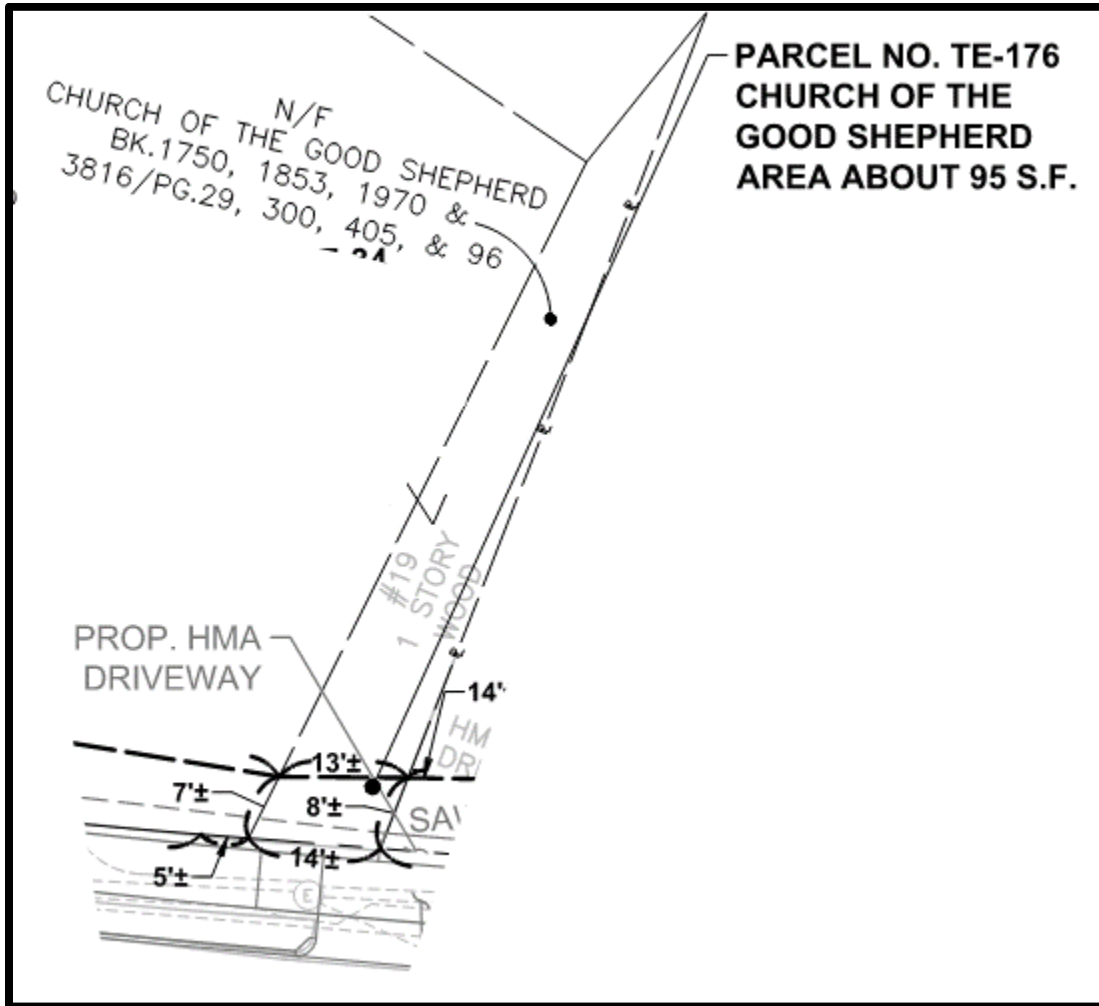 PARCEL NO. TE-176
CHURCH OF THE
GOOD SHEPHERD
AREA ABOUT 95 S.F.
N/F
CHURCH OF THE GOOD SHEPHERD
BK.1750, 1853, 1970 &
3816/PG.29, 300, 405, & 96
#19
1 STORY
WOOD
PROP. HMA
DRIVEWAY
14'
13'±
7'±
8'±
14'±
5'±
E